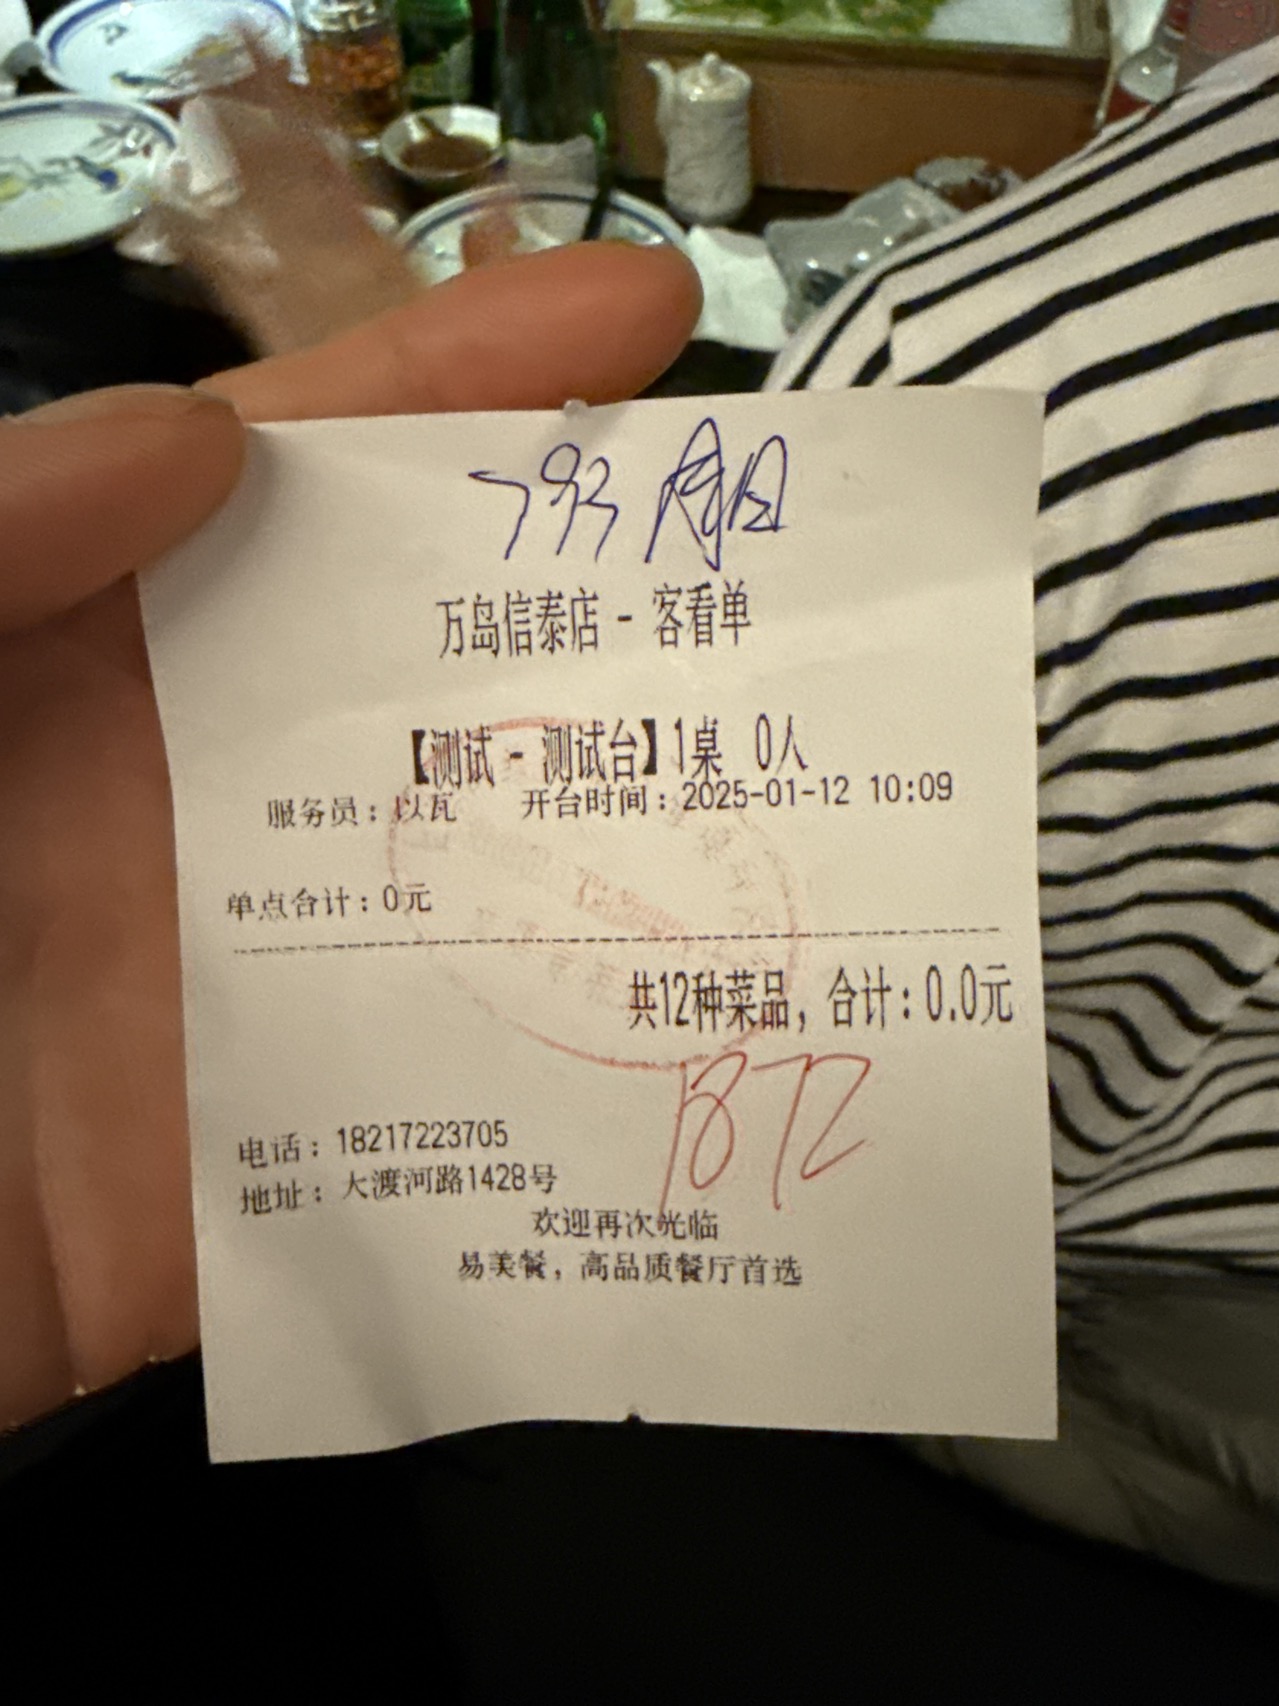 793
万岛信泰店 - 客看单
【测试 - 测试台】1桌 0人
服务员：以瓦 开台时间：2025-01-12 10:09
单点合计：0元
共12种菜品，合计：0.0元
1872
电话：18217223705
地址：大渡河路1428号
欢迎再次光临
易美餐，高品质餐厅首选